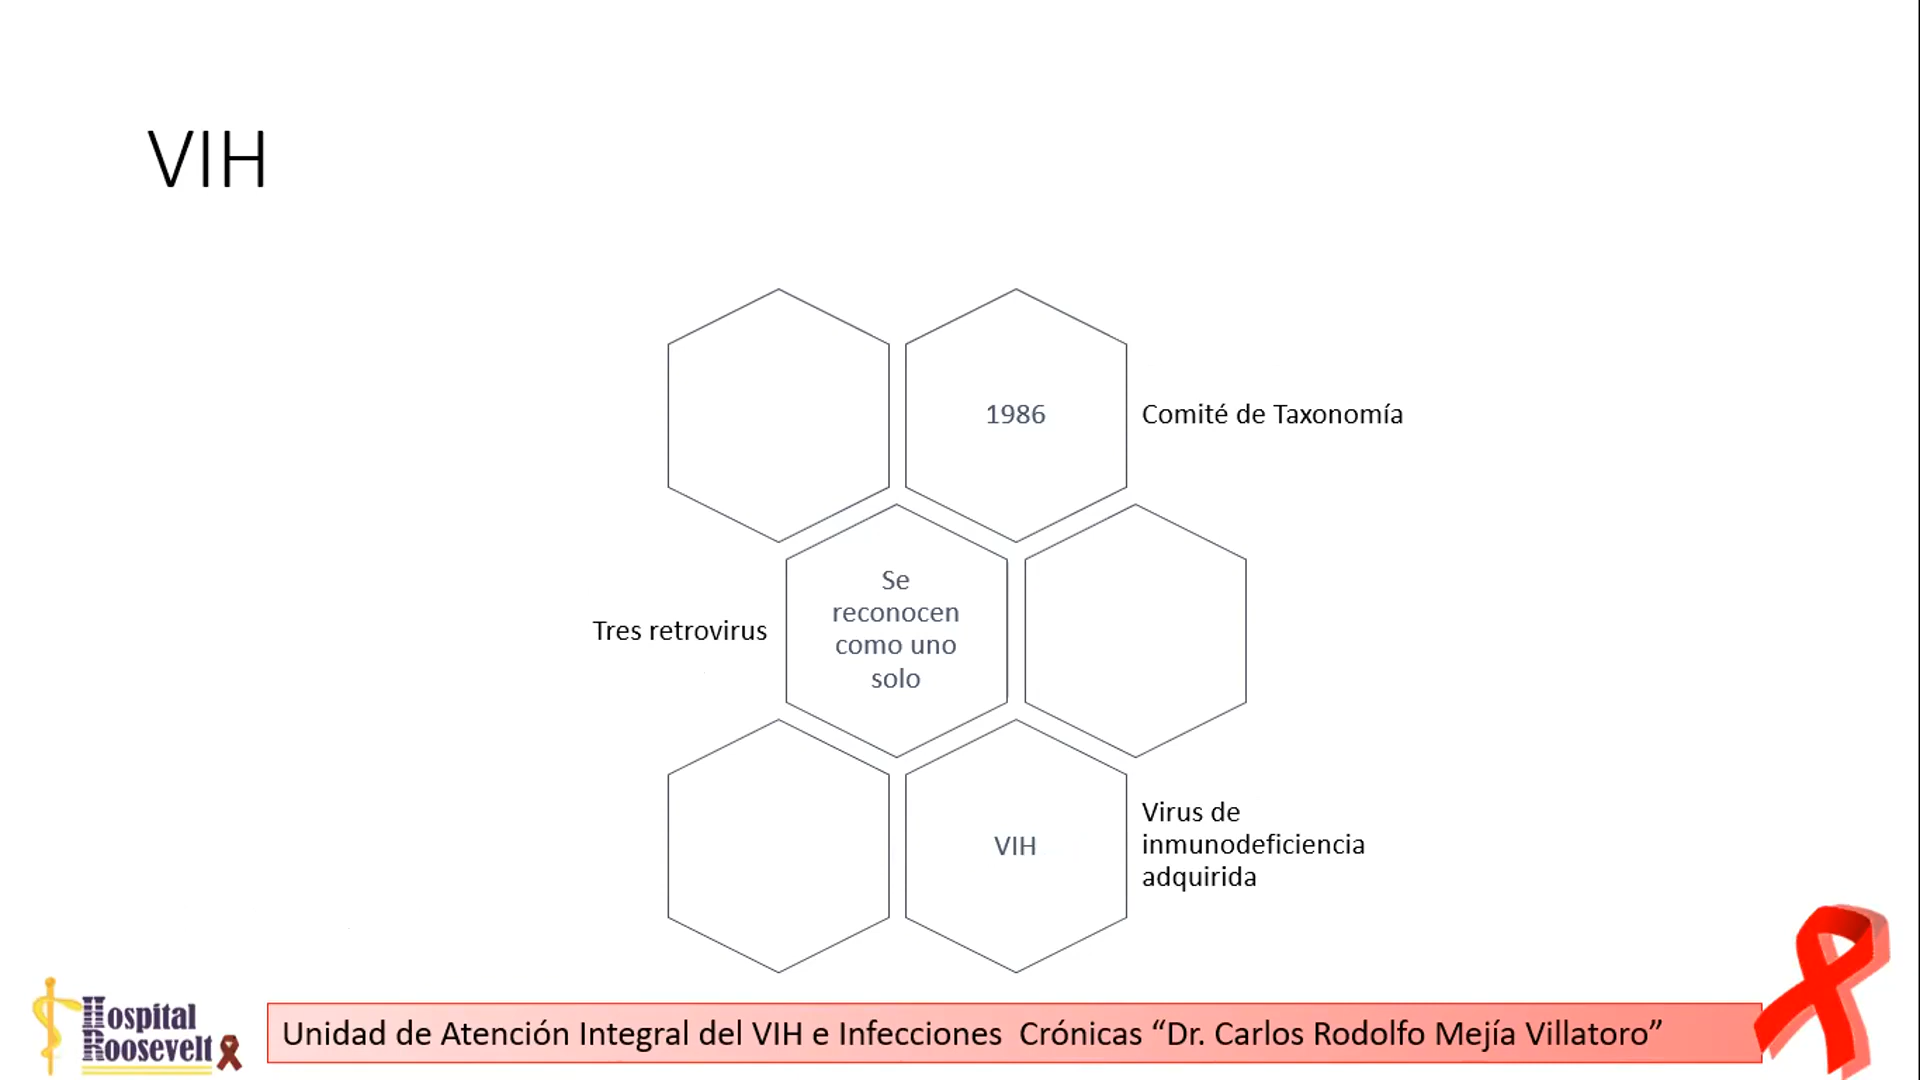 VIH
1986
Comité de Taxonomía
Tres retrovirus
Se
reconocen
como uno
solo
VIH
Virus de
inmunodeficiencia
adquirida
Hospital
Roosevelt
Unidad de Atención Integral del VIH e Infecciones  Crónicas “Dr. Carlos Rodolfo Mejía Villatoro”